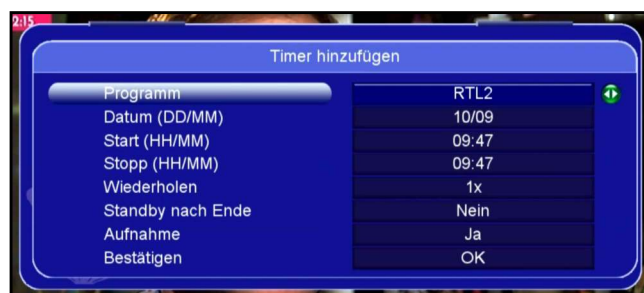 2:15
Timer hinzufügen
Programm RTL2
Datum (DD/MM) 10/09
Start (HH/MM) 09:47
Stopp (HH/MM) 09:47
Wiederholen 1x
Standby nach Ende Nein
Aufnahme Ja
Bestätigen OK